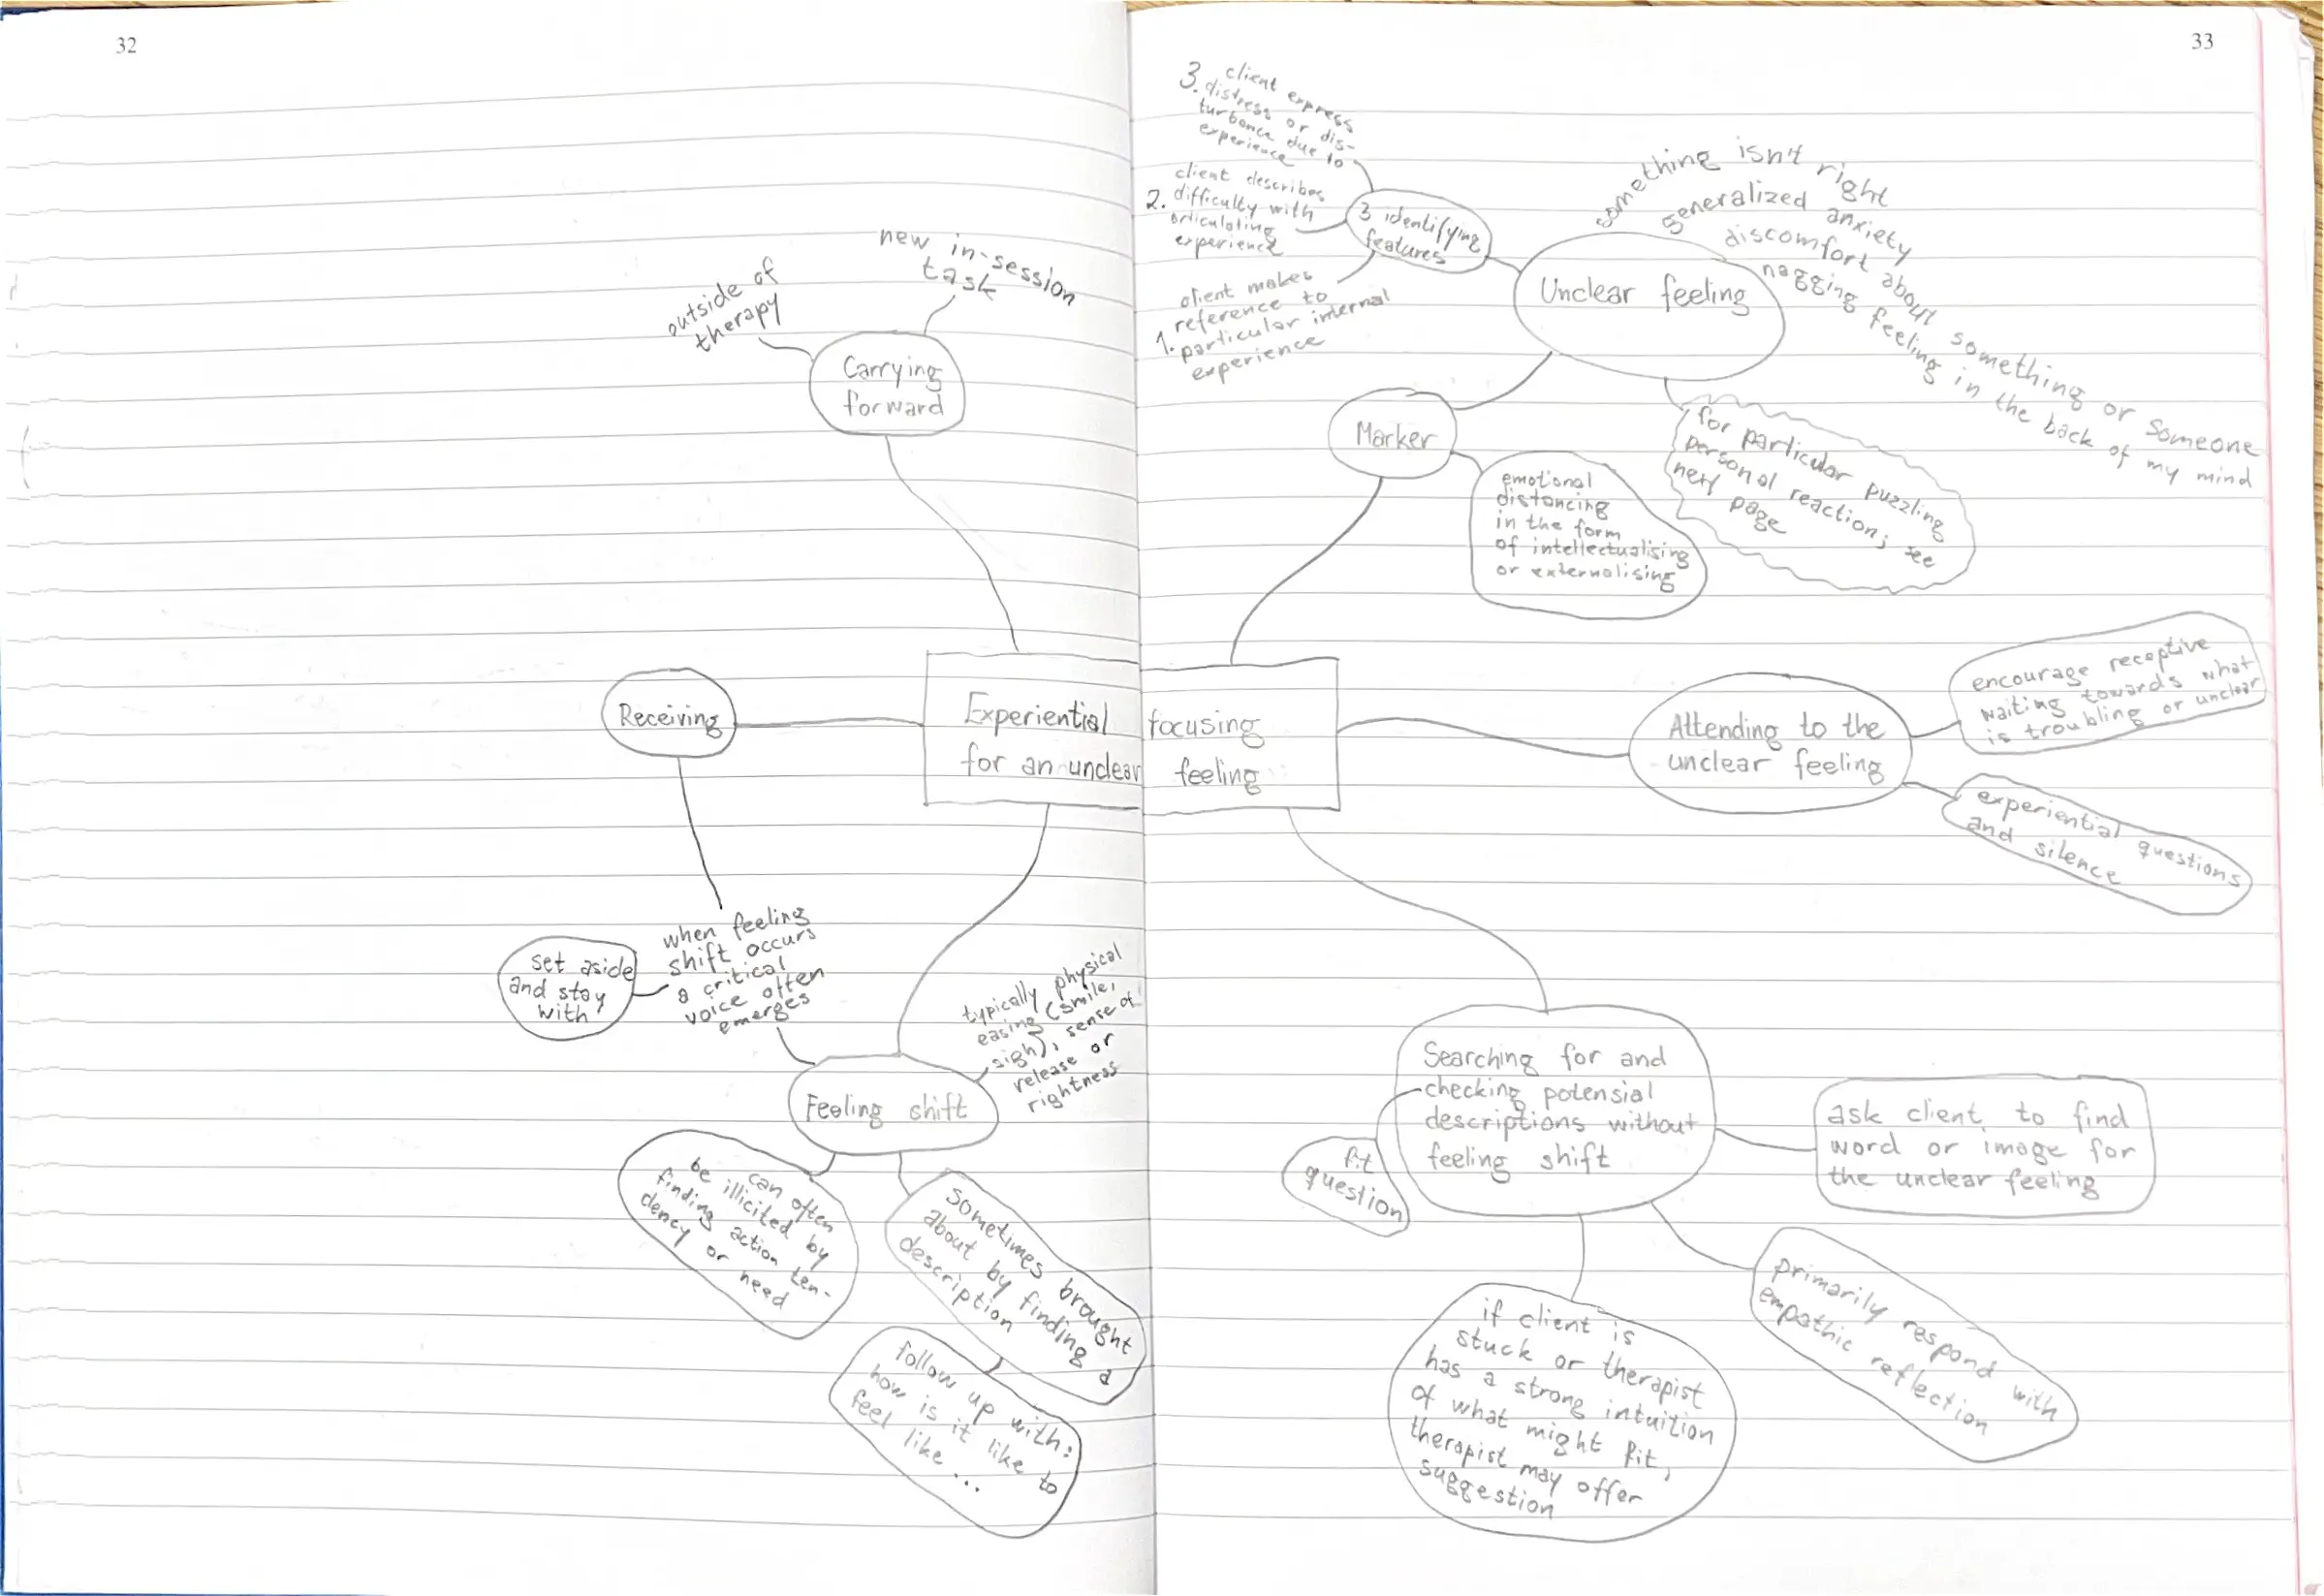 32
new in-session
task
outside of
therapy
Carrying
forward
Receiving
Experiential focusing
for an unclear feeling
when feeling
shift occurs
a critical
voice often
emerges
set aside
and stay
with
typically physical
easing (smile,
sigh), sense of
release or
rightness
Feeling shift
can often
be illicited by
finding action ten-
dency or need
sometimes brought
about by finding a
description
follow up with:
how is it like to
feel like ...
33
3. client express
distress or dis-
turbance due to
experience
client describes
2. difficulty with
articulating
experience
client makes
reference to
1. particular internal
experience
3 identifying
features
something isn't right
generalized anxiety
discomfort about something or someone
nagging feeling in the back of my mind
Unclear feeling
Marker
for particular puzzling
personal reaction; see
next page
emotional
distancing
in the form
of intellectualising
or externalising
Attending to the
unclear feeling
encourage receptive
waiting towards what
is troubling or unclear
experiential questions
and silence
Searching for and
checking potensial
descriptions without
feeling shift
fit
question
ask client to find
word or image for
the unclear feeling
primarily respond with
empathic reflection
if client is
stuck or therapist
has a strong intuition
of what might fit,
therapist may offer
suggestion